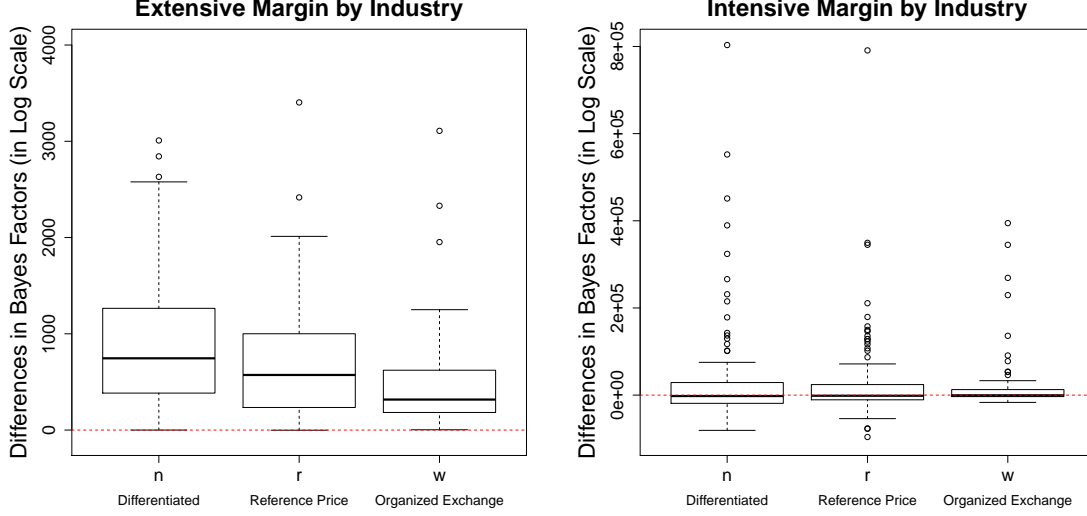 Extensive Margin by Industry
Differences in Bayes Factors (in Log Scale)
4000
3000
2000
1000
0
n
r
w
Differentiated
Reference Price
Organized Exchange
Intensive Margin by Industry
Differences in Bayes Factors (in Log Scale)
8e+05
6e+05
4e+05
2e+05
0e+00
n
r
w
Differentiated
Reference Price
Organized Exchange